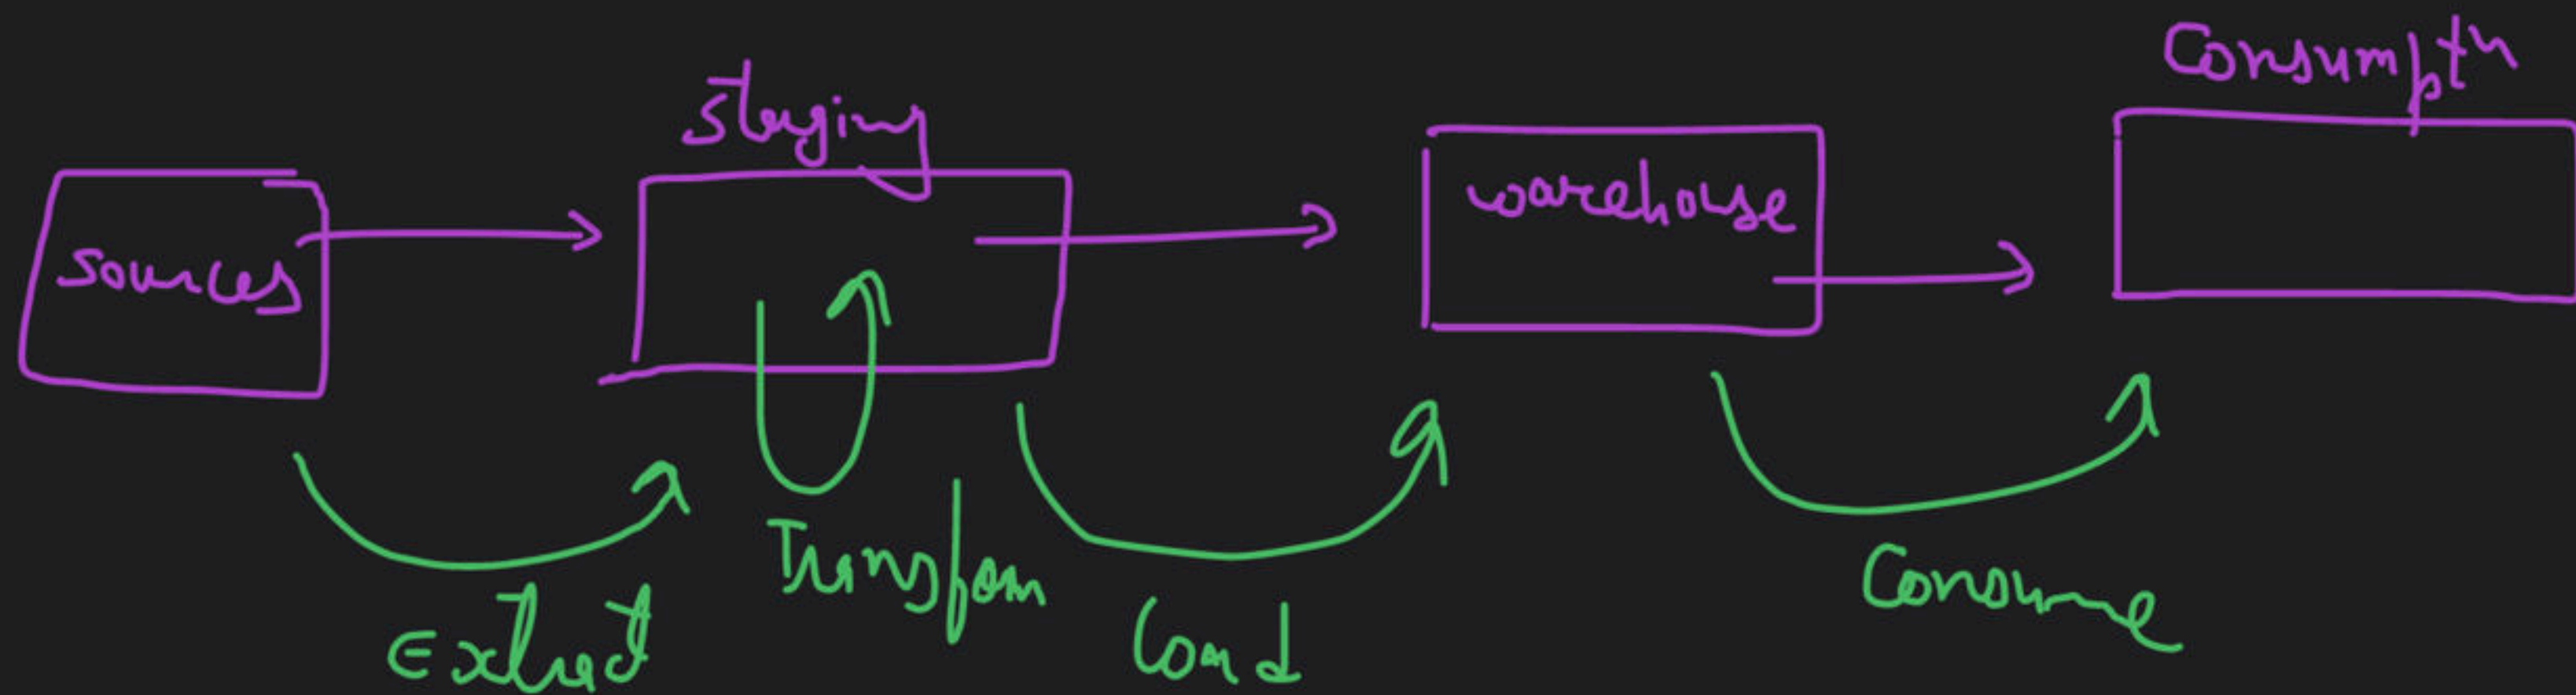 Consumptn
staging
warehouse
sources
Transform
Extract
Load
Consume